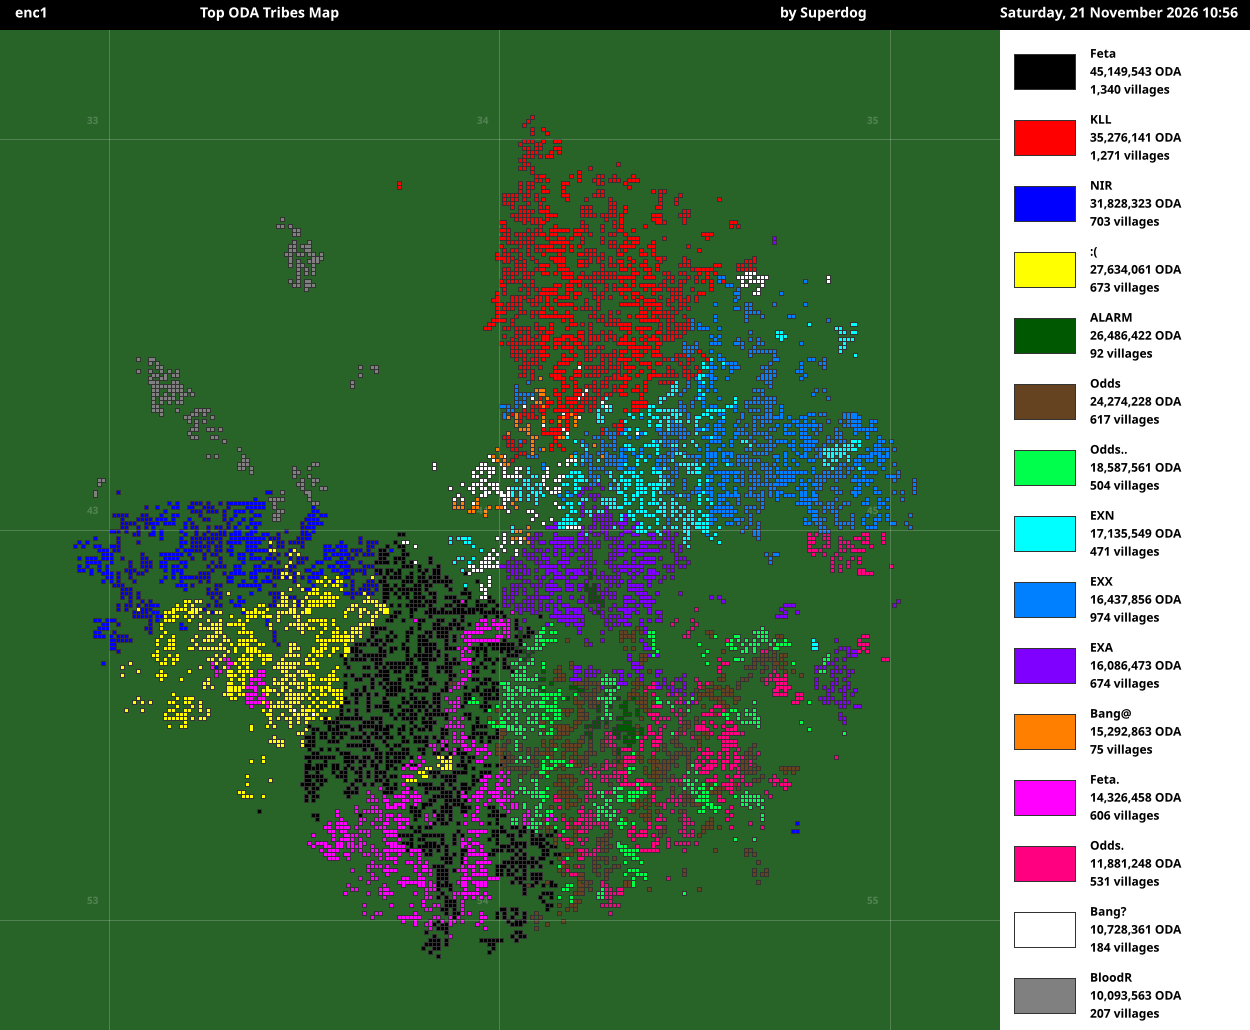 enc1 Top ODA Tribes Map by Superdog Saturday, 21 November 2026 10:56
33 34 35
43 45
53 54 55
Feta
45,149,543 ODA
1,340 villages
KLL
35,276,141 ODA
1,271 villages
NIR
31,828,323 ODA
703 villages
:(
27,634,061 ODA
673 villages
ALARM
26,486,422 ODA
92 villages
Odds
24,274,228 ODA
617 villages
Odds..
18,587,561 ODA
504 villages
EXN
17,135,549 ODA
471 villages
EXX
16,437,856 ODA
974 villages
EXA
16,086,473 ODA
674 villages
Bang@
15,292,863 ODA
75 villages
Feta.
14,326,458 ODA
606 villages
Odds.
11,881,248 ODA
531 villages
Bang?
10,728,361 ODA
184 villages
BloodR
10,093,563 ODA
207 villages